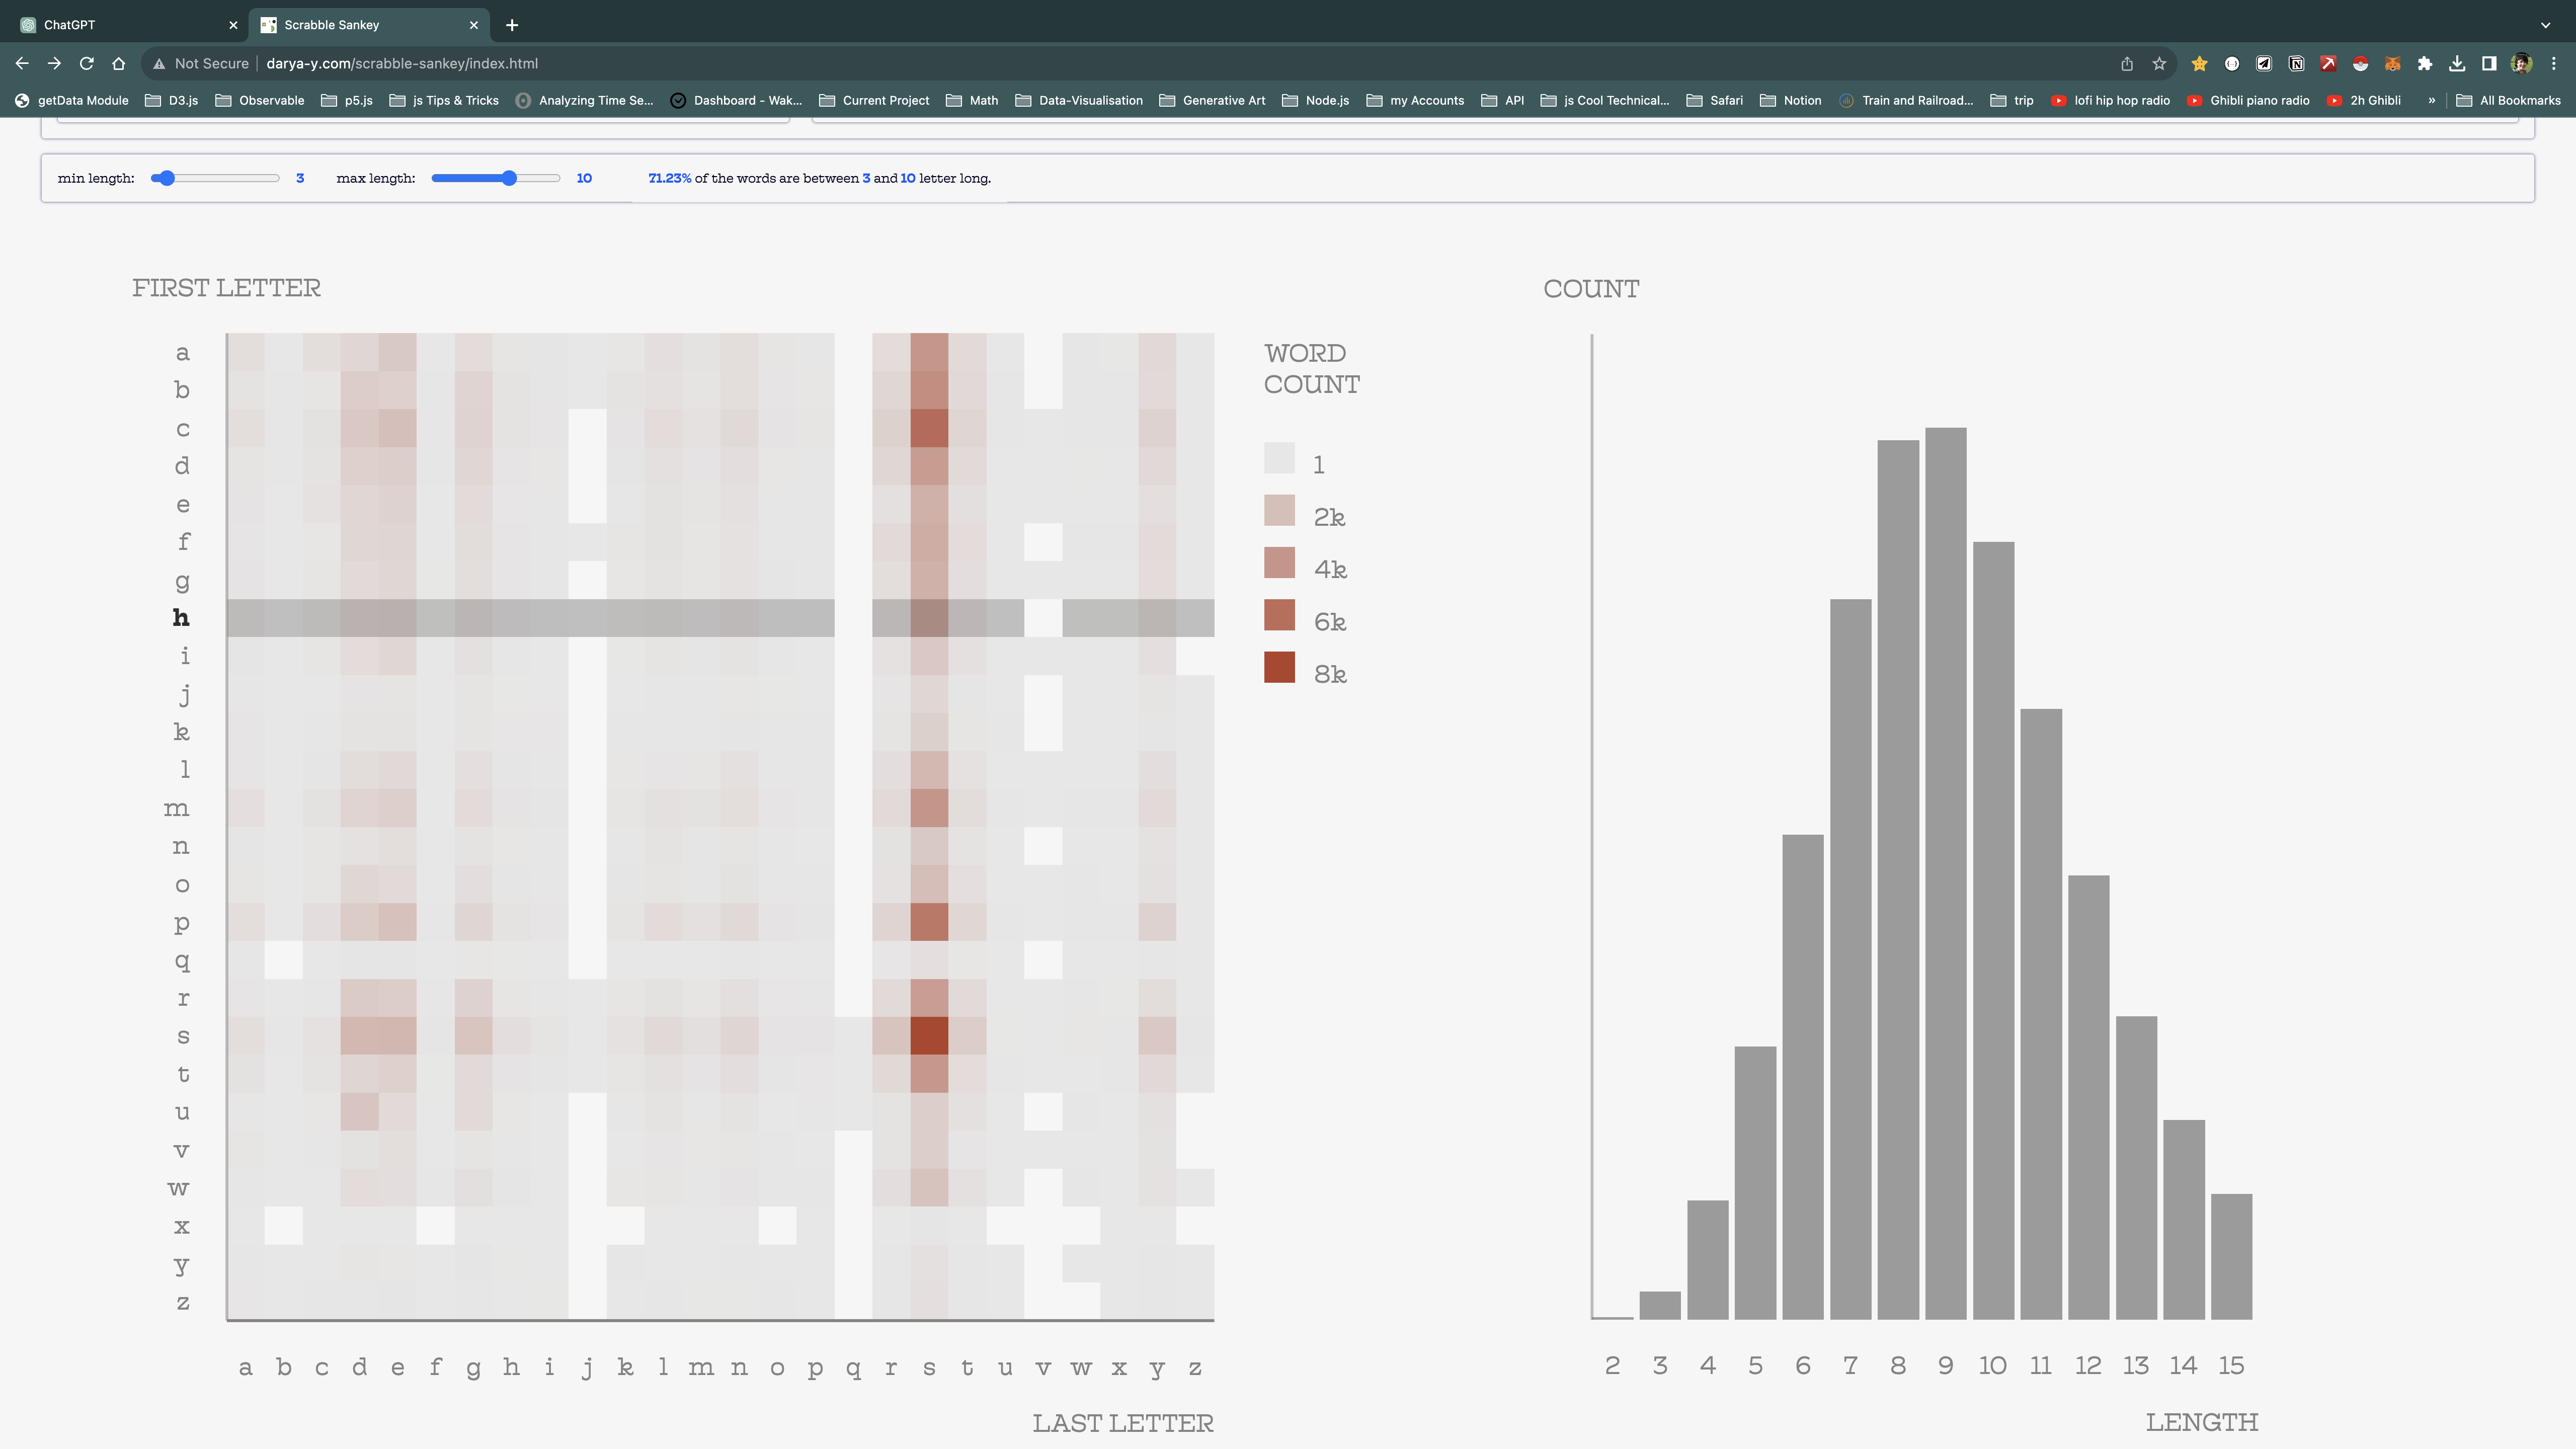 ChatGPT
Scrabble Sankey
Not Secure darya-y.com/scrabble-sankey/index.html
getData Module D3.js Observable p5.js js Tips & Tricks Analyzing Time Se... Dashboard - Wak... Current Project Math Data-Visualisation Generative Art Node.js my Accounts API js Cool Technical... Safari Notion Train and Railroad... trip lofi hip hop radio Ghibli piano radio 2h Ghibli » All Bookmarks
min length: 3 max length: 10 71.23% of the words are between 3 and 10 letter long.
FIRST LETTER
a
b
c
d
e
f
g
h
i
j
k
l
m
n
o
p
q
r
s
t
u
v
w
x
y
z
a b c d e f g h i j k l m n o p q r s t u v w x y z
LAST LETTER
WORD
COUNT
1
2k
4k
6k
8k
COUNT
2 3 4 5 6 7 8 9 10 11 12 13 14 15
LENGTH